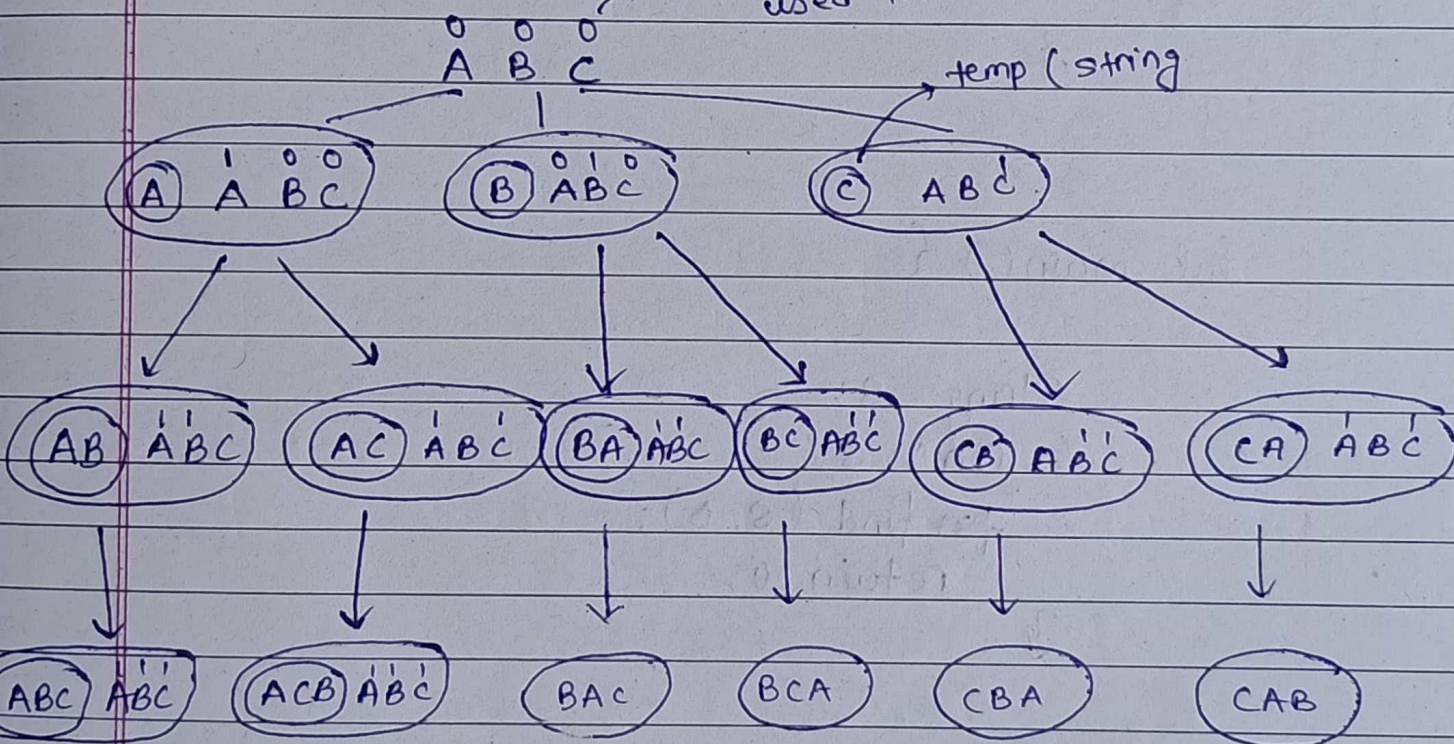 used
0 0 0
A B C
temp (string
1 0 0
A A B C
0 1 0
B A B C
1
C A B C
1 1
AB A B C
1 1
AC A B C
1 1
BA A B C
1 1
BC A B C
1 1
CB A B C
1 1
CA A B C
1 1
ABC A B C
1 1 1
ACB A B C
BAC
BCA
CBA
CAB